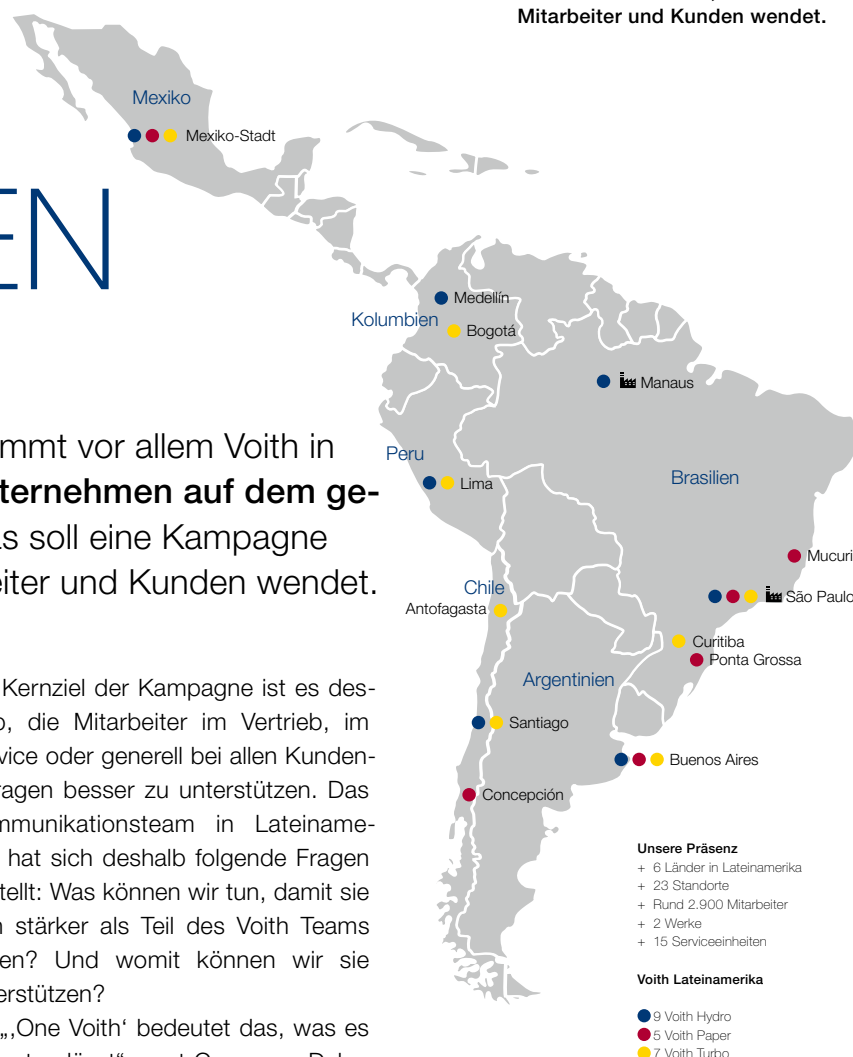 Mitarbeiter und Kunden wendet.
Mexiko
Mexiko-Stadt
EN
Medellín
Kolumbien
Bogotá
Manaus
Peru
Lima
Brasilien
Mucuri
Chile
Antofagasta
São Paulo
Curitiba
Ponta Grossa
Argentinien
Santiago
Buenos Aires
Concepción
mmt vor allem Voith in
ternehmen auf dem ge-
s soll eine Kampagne
eiter und Kunden wendet.
Kernziel der Kampagne ist es des-
, die Mitarbeiter im Vertrieb, im
vice oder generell bei allen Kunden-
ragen besser zu unterstützen. Das
mmunikationsteam in Lateiname-
hat sich deshalb folgende Fragen
tellt: Was können wir tun, damit sie
stärker als Teil des Voith Teams
en? Und womit können wir sie
erstützen?
„‚One Voith‘ bedeutet das, was es
Unsere Präsenz
+ 6 Länder in Lateinamerika
+ 23 Standorte
+ Rund 2.900 Mitarbeiter
+ 2 Werke
+ 15 Serviceeinheiten
Voith Lateinamerika
9 Voith Hydro
5 Voith Paper
7 Voith Turbo